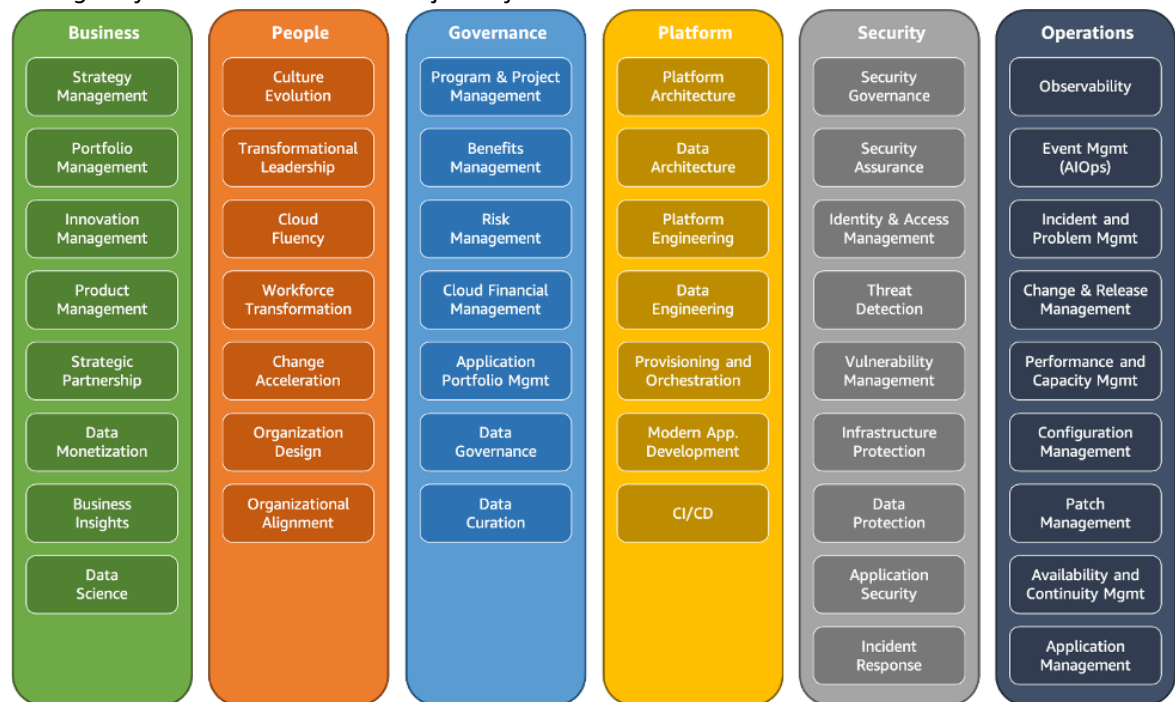 Business
Strategy
Management
Portfolio
Management
Innovation
Management
Product
Management
Strategic
Partnership
Data
Monetization
Business
Insights
Data
Science
People
Culture
Evolution
Transformational
Leadership
Cloud
Fluency
Workforce
Transformation
Change
Acceleration
Organization
Design
Organizational
Alignment
Governance
Program & Project
Management
Benefits
Management
Risk
Management
Cloud Financial
Management
Application
Portfolio Mgmt
Data
Governance
Data
Curation
Platform
Platform
Architecture
Data
Architecture
Platform
Engineering
Data
Engineering
Provisioning and
Orchestration
Modern App.
Development
CI/CD
Security
Security
Governance
Security
Assurance
Identity & Access
Management
Threat
Detection
Vulnerability
Management
Infrastructure
Protection
Data
Protection
Application
Security
Incident
Response
Operations
Observability
Event Mgmt
(AIOps)
Incident and
Problem Mgmt
Change & Release
Management
Performance and
Capacity Mgmt
Configuration
Management
Patch
Management
Availability and
Continuity Mgmt
Application
Management